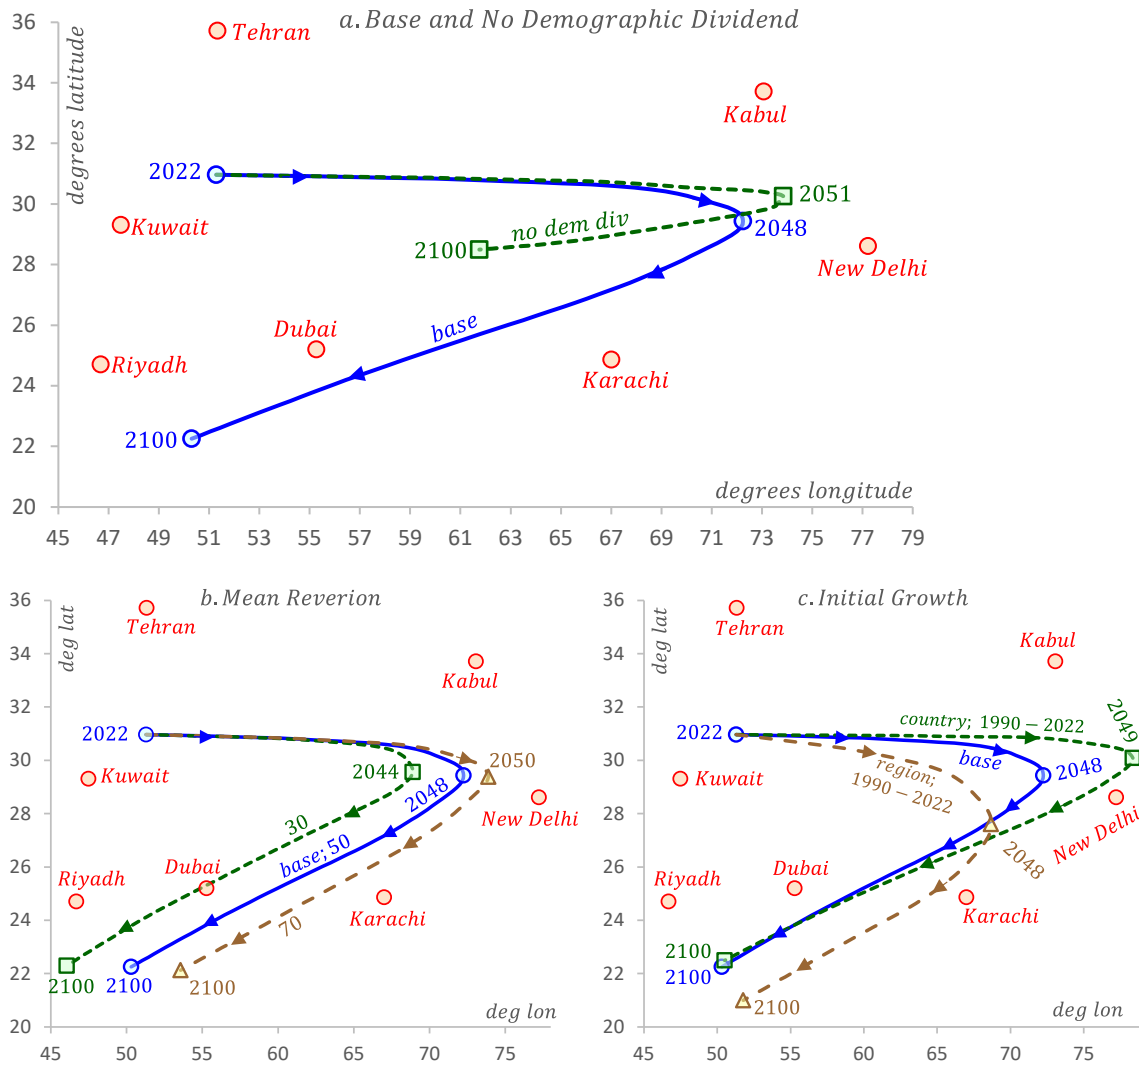 a. Base and No Demographic Dividend
degrees latitude
36
34
32
30
28
26
24
22
20
Tehran
Kabul
2022
2051
Kuwait
no dem div
2048
2100
New Delhi
base
Dubai
Riyadh
Karachi
2100
degrees longitude
45 47 49 51 53 55 57 59 61 62 65 67 69 71 72 74 75 77 79
b. Mean Reverion
deg lat
36
34
32
30
28
26
24
22
20
Tehran
Kabul
2022
2050
2044
Kuwait
2048
New Delhi
30
base; 50
Dubai
Riyadh
Karachi
70
2100
2100
2100
deg lon
45 50 55 60 65 70 75
c. Initial Growth
deg lat
36
34
32
30
28
26
24
22
20
Tehran
Kabul
country; 1990 − 2022
2049
2022
base
2048
Kuwait
region;
1990 − 2022
New Delhi
2048
Dubai
Riyadh
Karachi
2100
2100
2100
deg lon
45 50 55 60 65 70 75